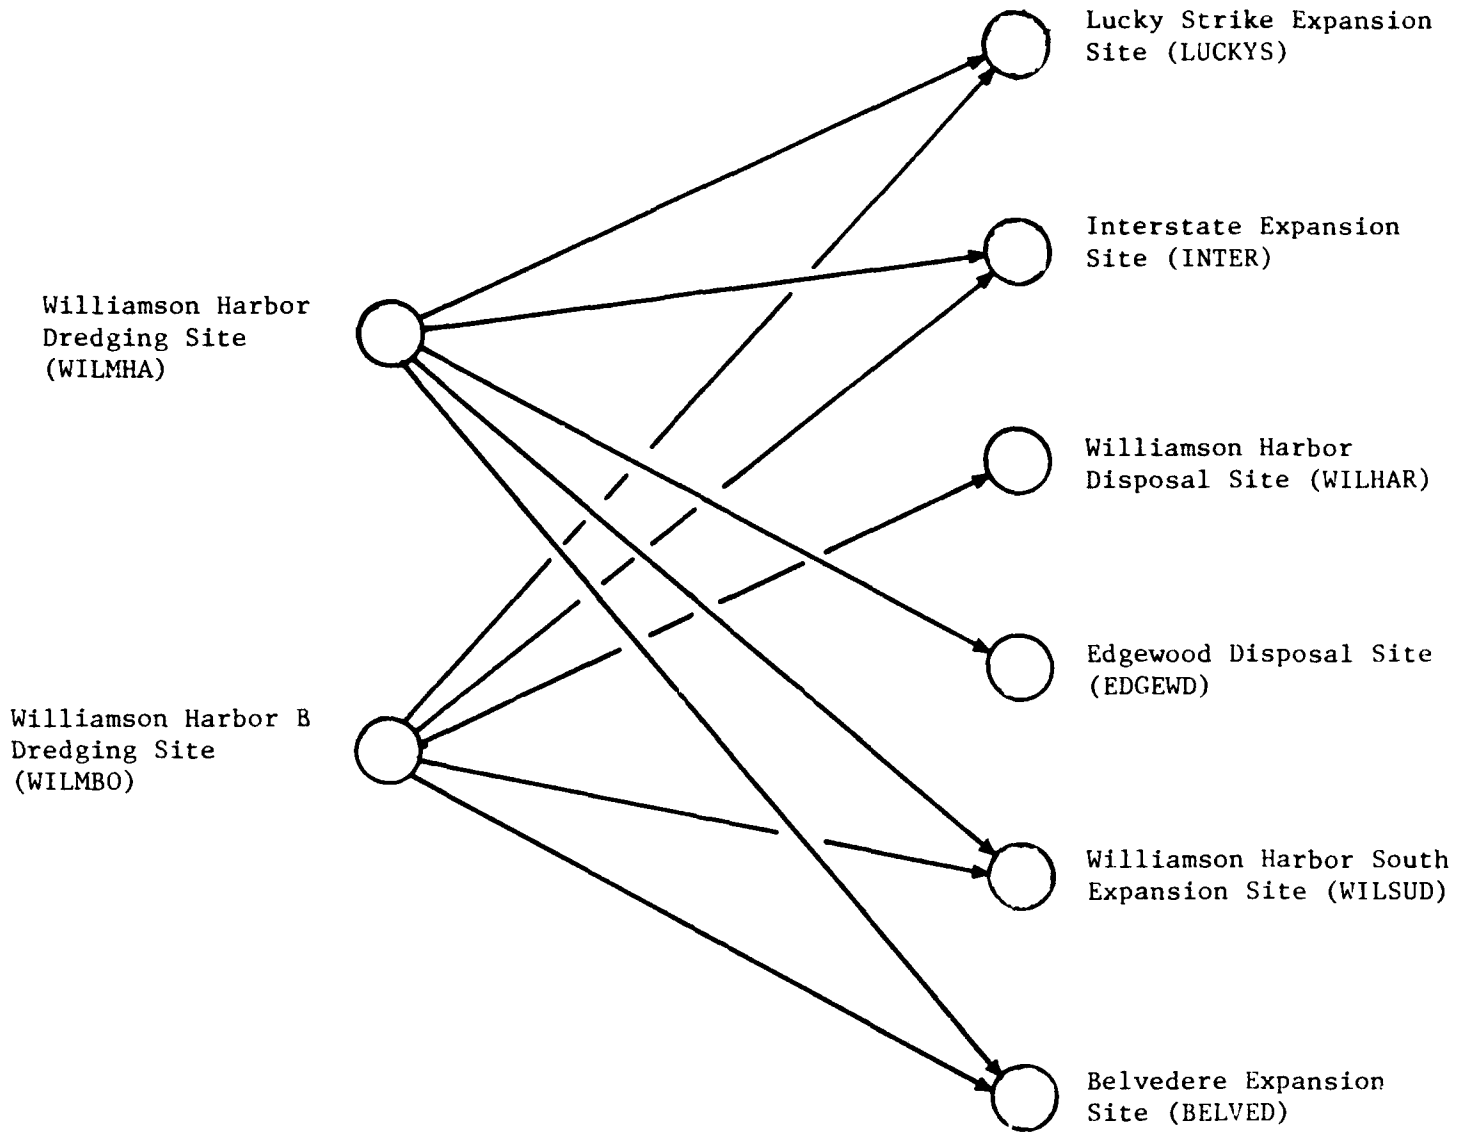 Lucky Strike Expansion
Site (LUCKYS)
Interstate Expansion
Site (INTER)
Williamson Harbor
Dredging Site
(WILMHA)
Williamson Harbor
Disposal Site (WILHAR)
Edgewood Disposal Site
(EDGEWD)
Williamson Harbor B
Dredging Site
(WILMBO)
Williamson Harbor South
Expansion Site (WILSUD)
Belvedere Expansion
Site (BELVED)